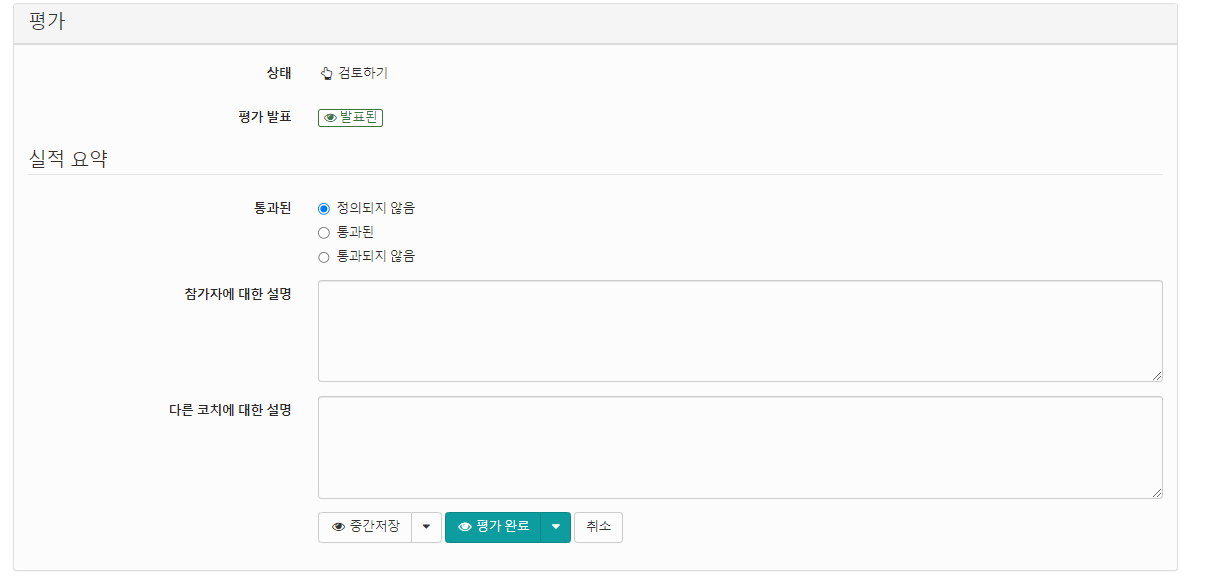 평가
상태 검토하기
평가 발표 발표된
실적 요약
통과된 정의되지 않음
통과된
통과되지 않음
참가자에 대한 설명
다른 코치에 대한 설명
중간저장 평가 완료 취소